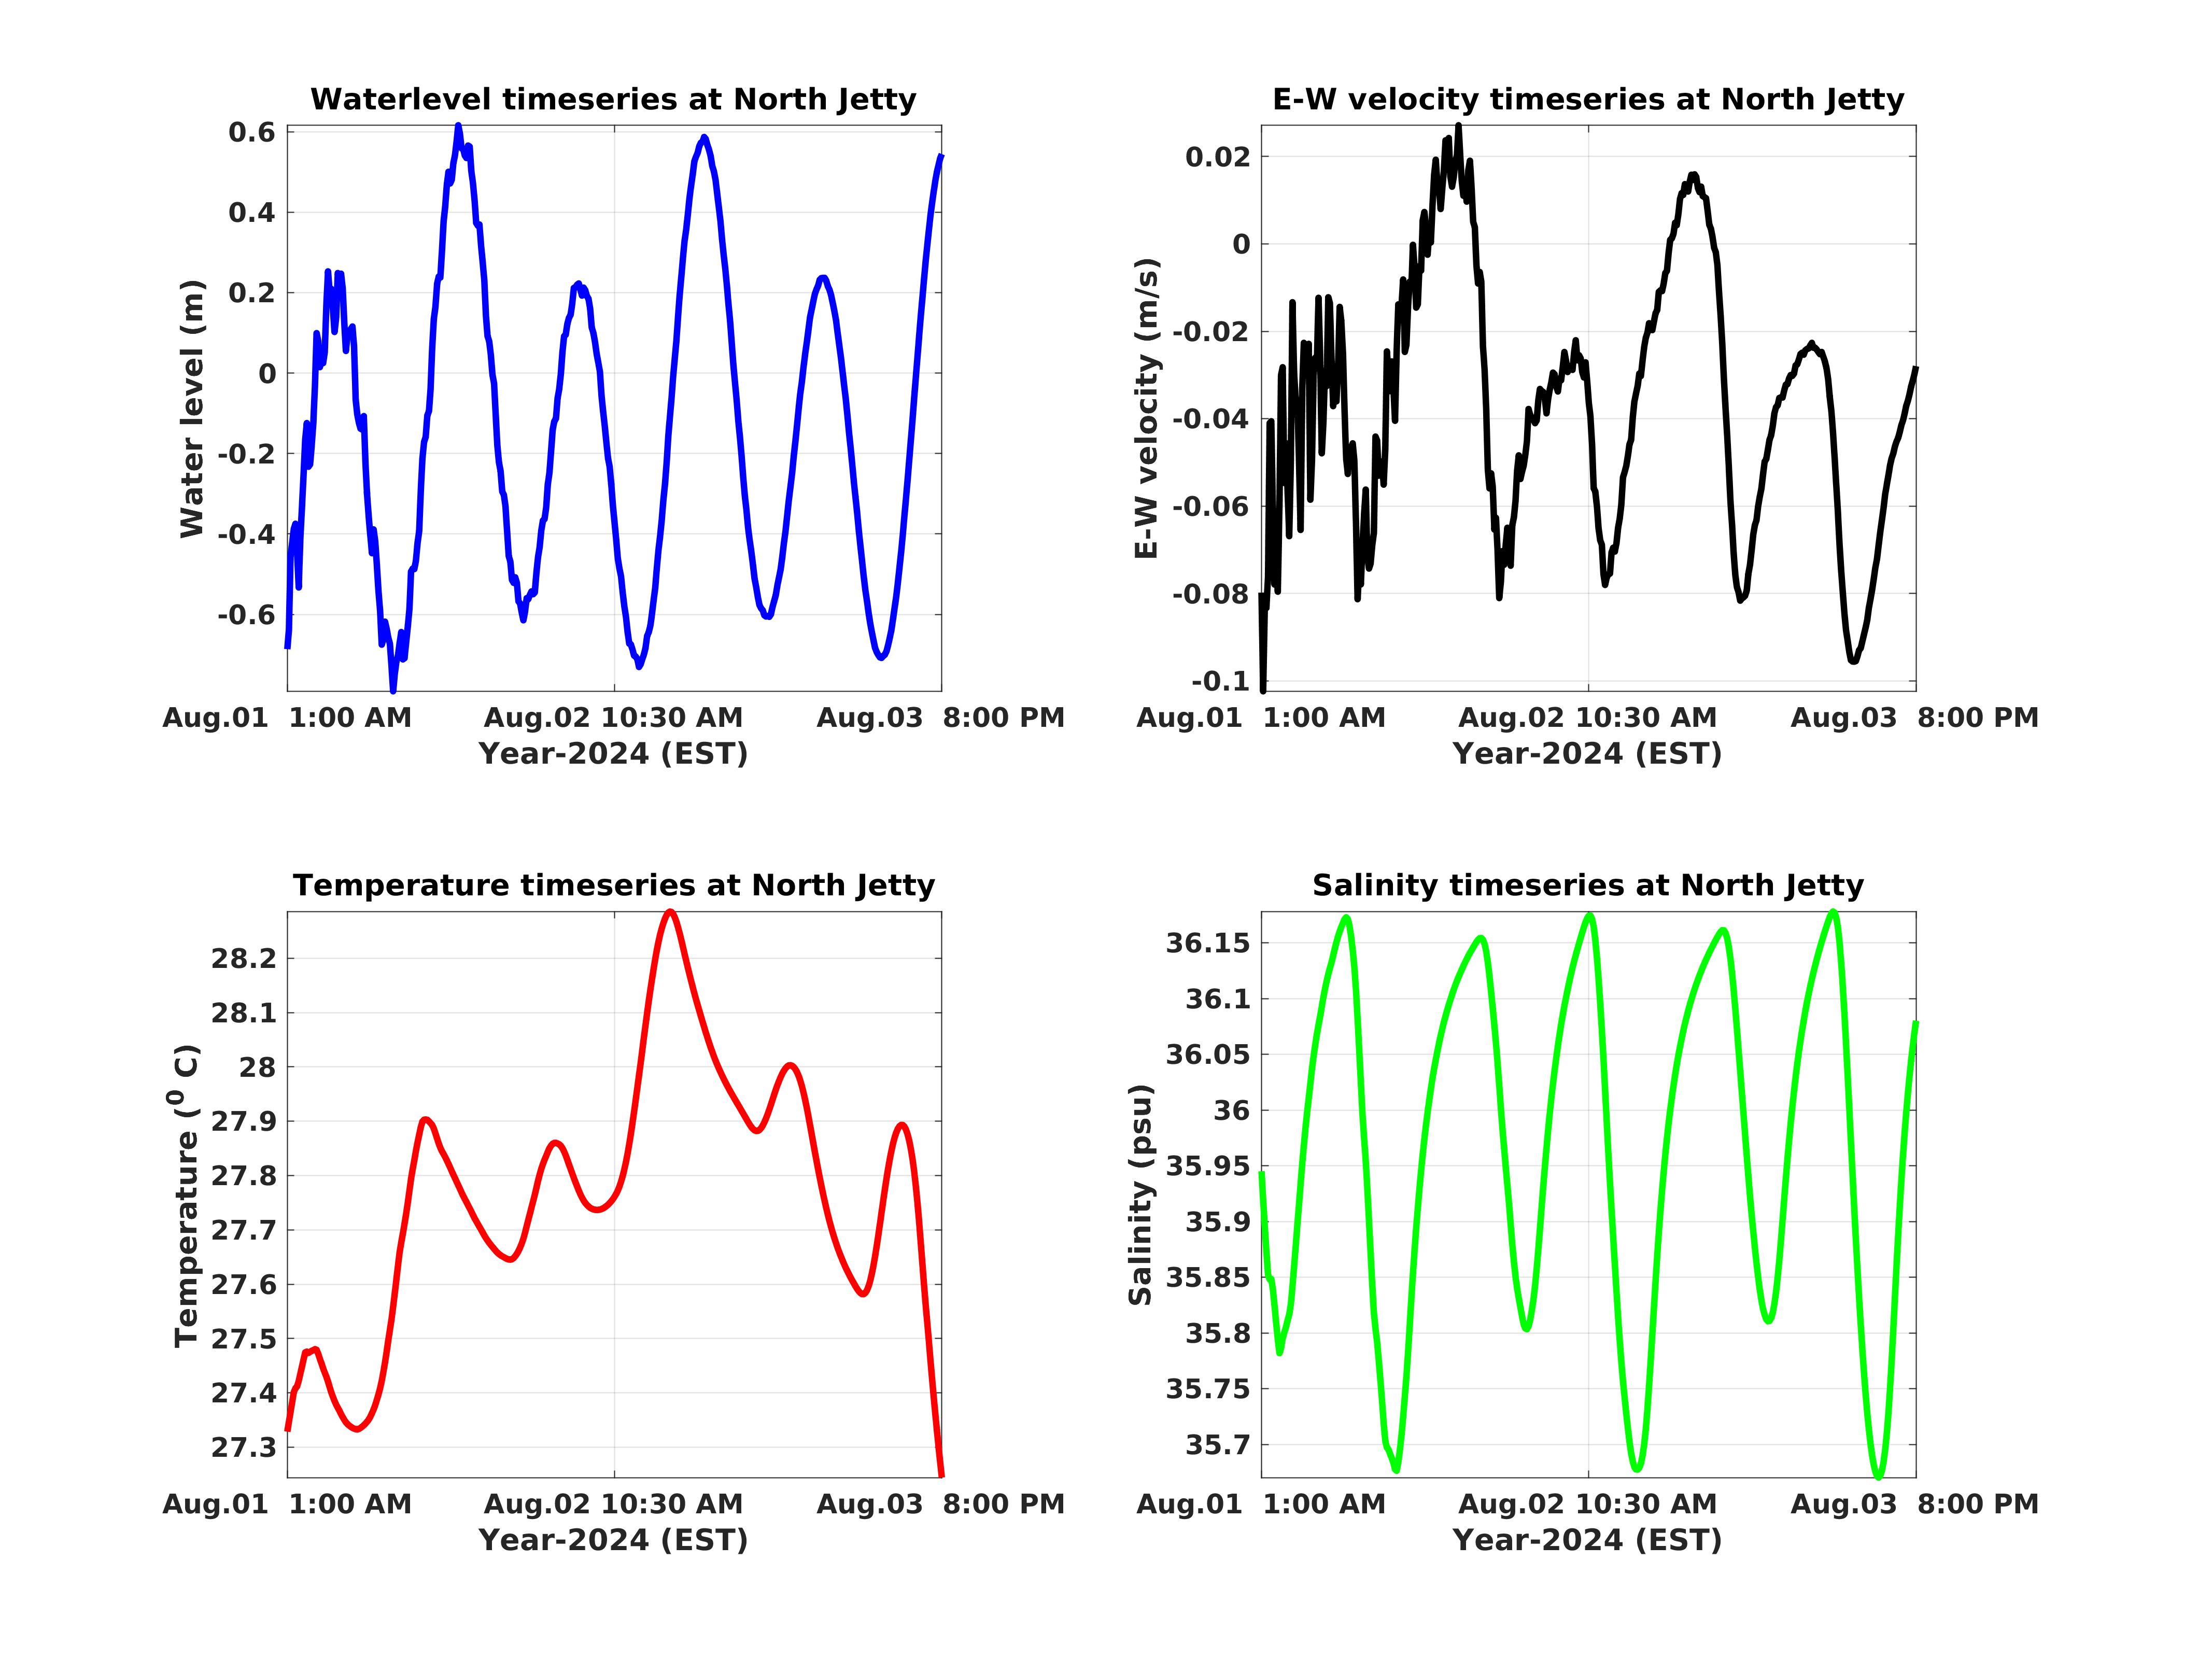 Waterlevel timeseries at North Jetty
0.6
0.4
0.2
0
-0.2
-0.4
-0.6
Water level (m)
Aug.01 1:00 AM
Aug.02 10:30 AM
Aug.03 8:00 PM
Year-2024 (EST)
E-W velocity timeseries at North Jetty
0.02
0
-0.02
-0.04
-0.06
-0.08
-0.1
E-W velocity (m/s)
Aug.01 1:00 AM
Aug.02 10:30 AM
Aug.03 8:00 PM
Year-2024 (EST)
Temperature timeseries at North Jetty
28.2
28.1
28
27.9
27.8
27.7
27.6
27.5
27.4
27.3
Temperature (⁰ C)
Aug.01 1:00 AM
Aug.02 10:30 AM
Aug.03 8:00 PM
Year-2024 (EST)
Salinity timeseries at North Jetty
36.15
36.1
36.05
36
35.95
35.9
35.85
35.8
35.75
35.7
Salinity (psu)
Aug.01 1:00 AM
Aug.02 10:30 AM
Aug.03 8:00 PM
Year-2024 (EST)